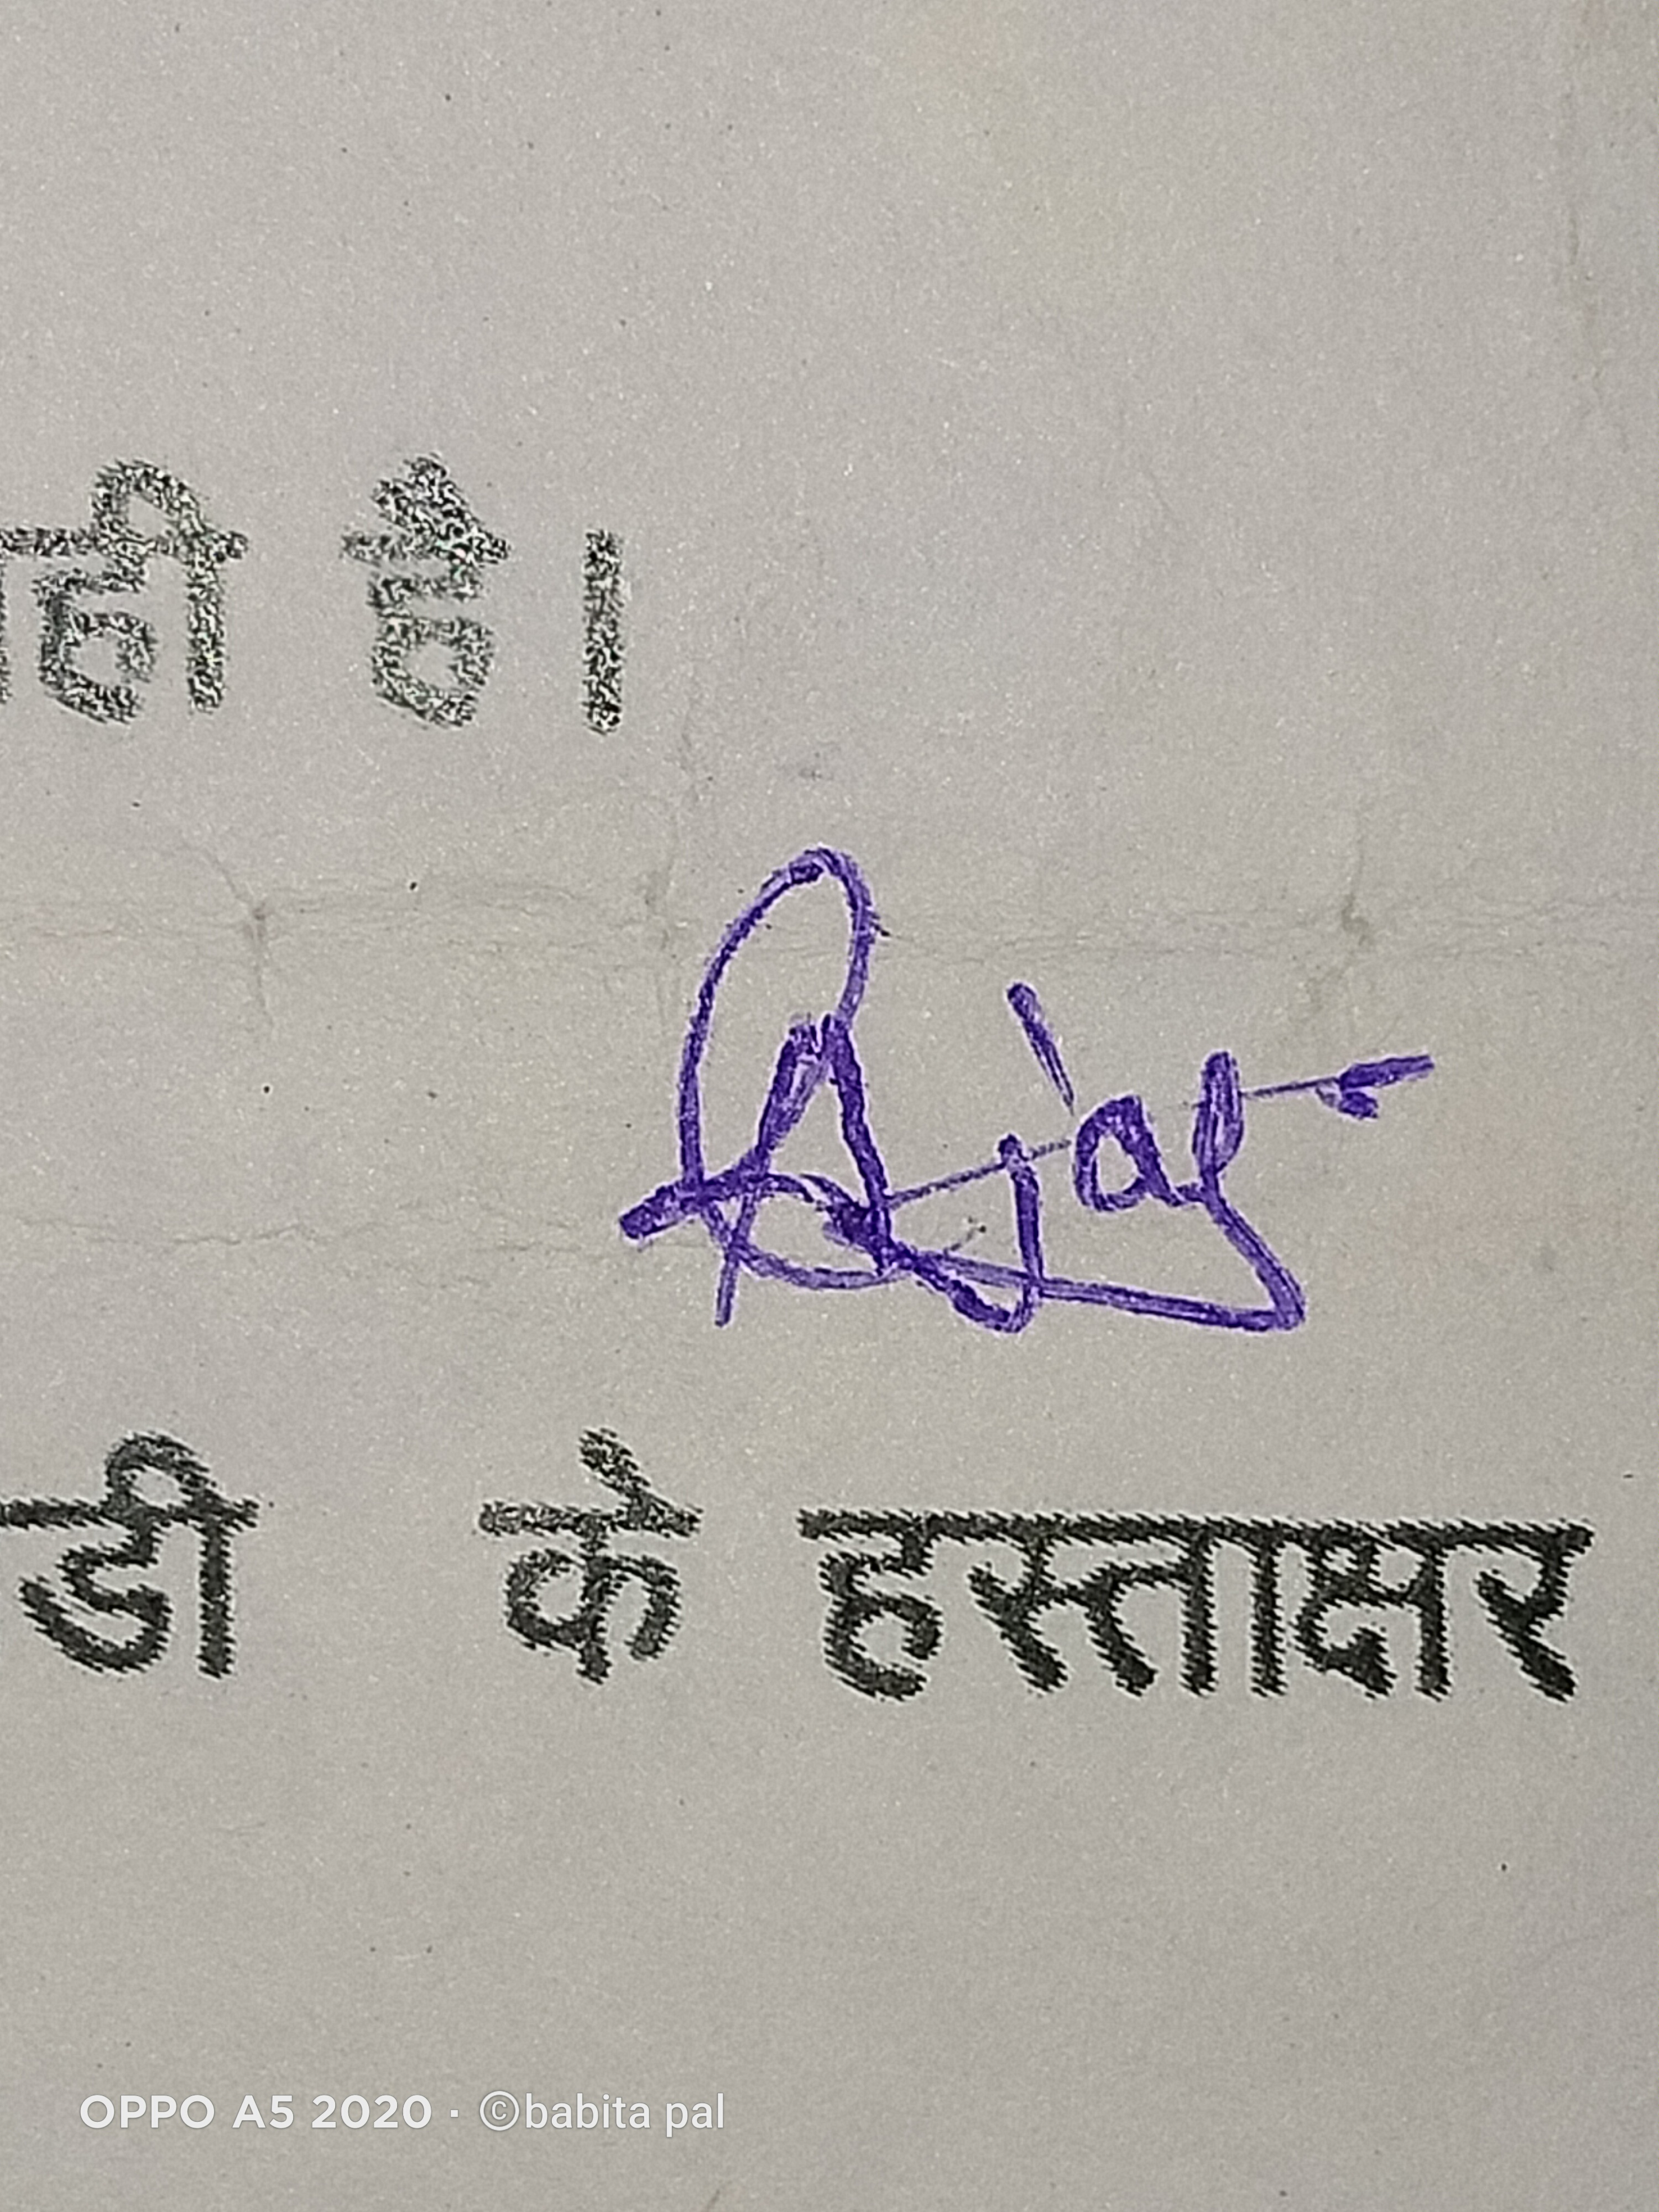 ही है।
डी के हस्ताक्षर
OPPO A5 2020 · ©babita pal